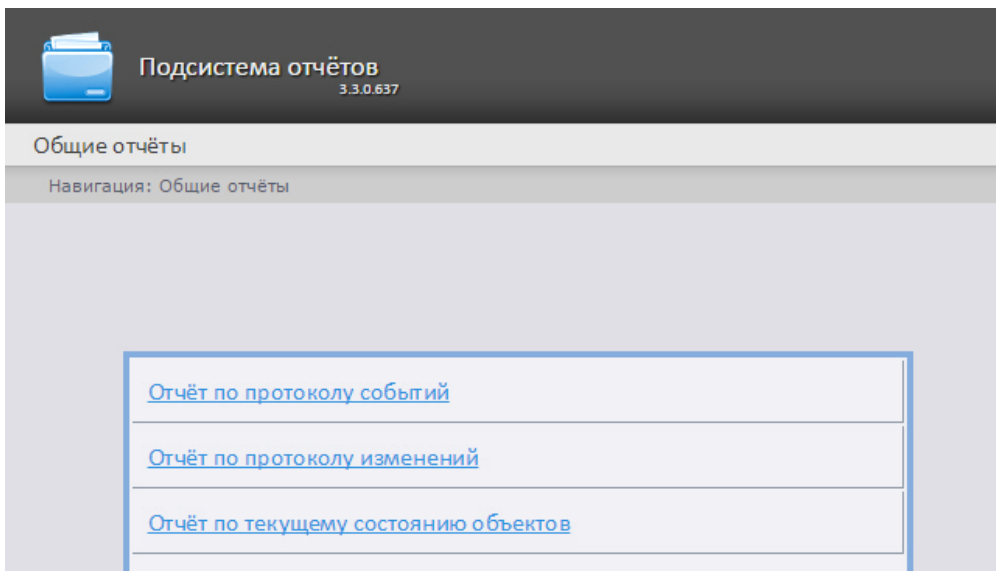 Подсистема отчётов
3.3.0.637
Общие отчёты
Навигация: Общие отчёты
Отчёт по протоколу событий
Отчёт по протоколу изменений
Отчёт по текущему состоянию объектов